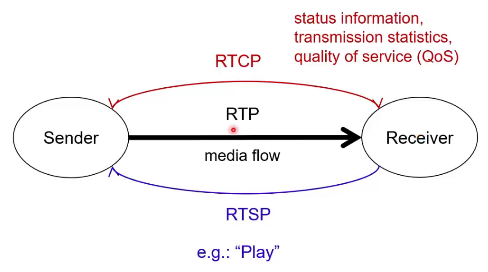 status information,
transmission statistics,
quality of service (QoS)
RTCP
RTP
Sender
Receiver
media flow
RTSP
e.g.: “Play”